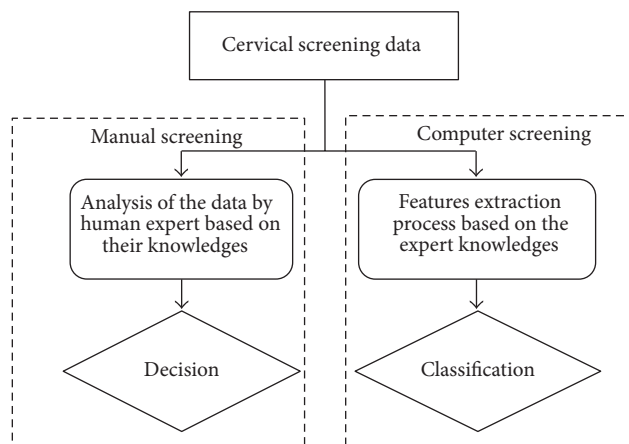 Cervical screening data
Manual screening
Analysis of the data by
human expert based on
their knowledges
Decision
Computer screening
Features extraction
process based on the
expert knowledges
Classification